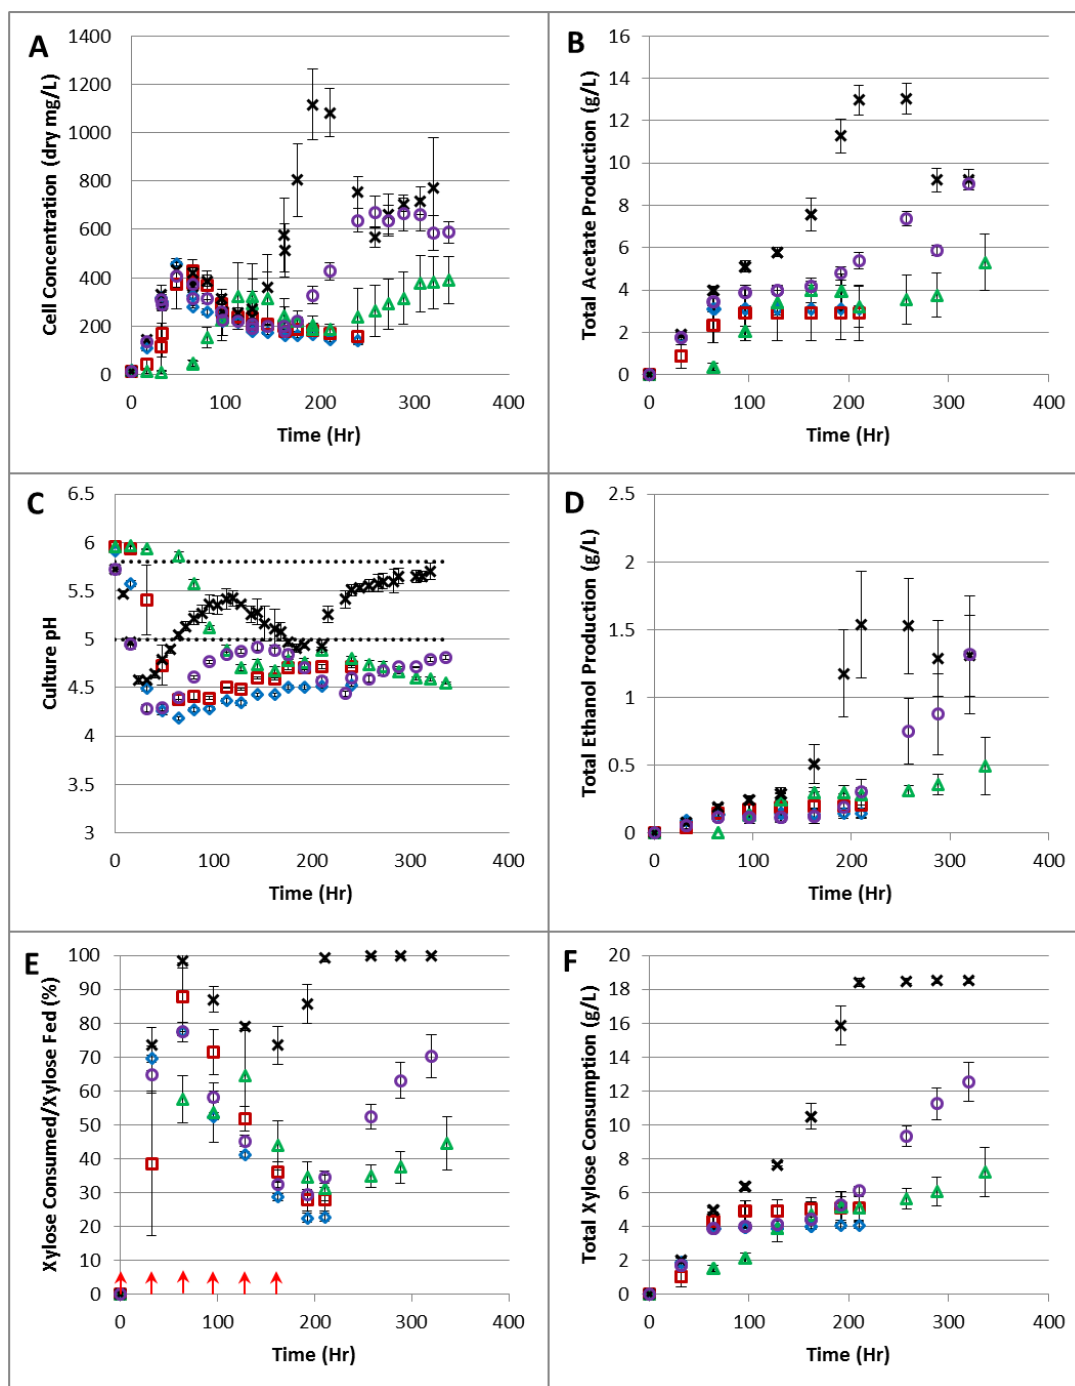 A
Cell Concentration (dry mg/L)
1400
1200
1000
800
600
400
200
0
0 100 200 300 400
Time (Hr)
B
Total Acetate Production (g/L)
16
14
12
10
8
6
4
2
0
0 100 200 300 400
Time (Hr)
C
Culture pH
6.5
6
5.5
5
4.5
4
3.5
3
0 100 200 300 400
Time (Hr)
D
Total Ethanol Production (g/L)
2.5
2
1.5
1
0.5
0
0 100 200 300 400
Time (Hr)
E
Xylose Consumed/Xylose Fed (%)
100
90
80
70
60
50
40
30
20
10
0
0 100 200 300 400
Time (Hr)
F
Total Xylose Consumption (g/L)
20
18
16
14
12
10
8
6
4
2
0
0 100 200 300 400
Time (Hr)